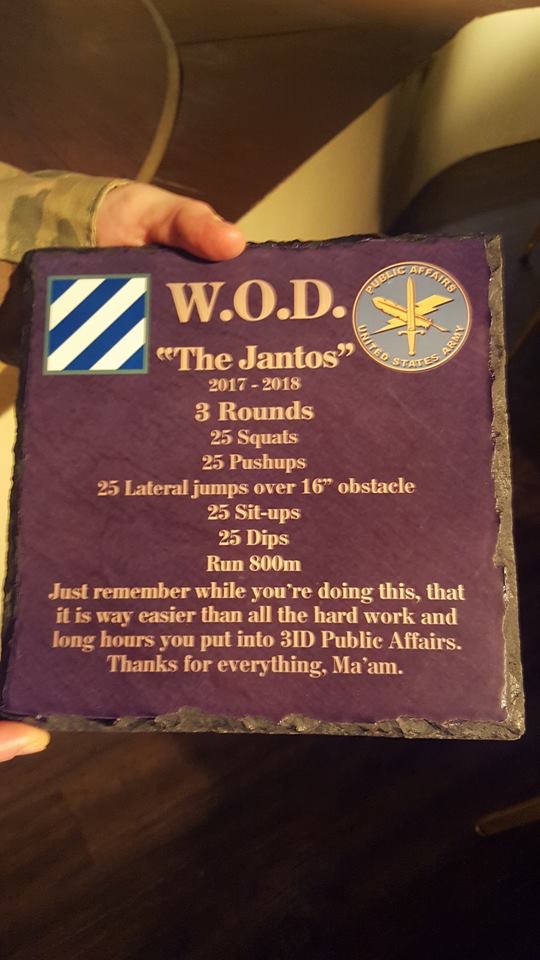 W.O.D.
PUBLIC AFFAIRS
UNITED STATES ARMY
“The Jantos”
2017 - 2018
3 Rounds
25 Squats
25 Pushups
25 Lateral jumps over 16” obstacle
25 Sit-ups
25 Dips
Run 800m
Just remember while you’re doing this, that
it is way easier than all the hard work and
long hours you put into 3ID Public Affairs.
Thanks for everything, Ma’am.